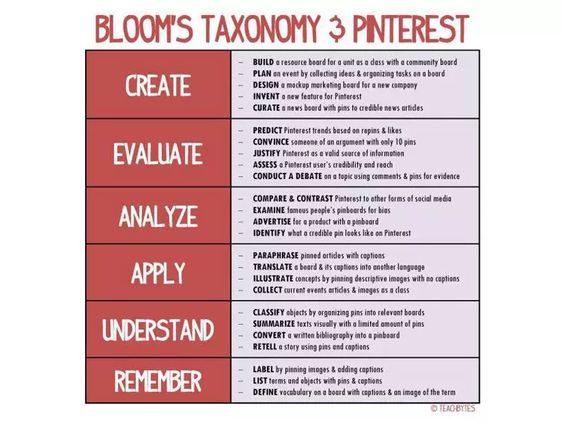 BLOOM'S TAXONOMY & PINTEREST
CREATE
– BUILD a resource board for a unit as a class with a community board
– PLAN an event by collecting ideas & organizing tasks on a board
– DESIGN a mockup marketing board for a new company
– INVENT a new feature for Pinterest
– CURATE a news board with pins to credible news articles
EVALUATE
– PREDICT Pinterest trends based on repins & likes
– CONVINCE someone of an argument with only 10 pins
– JUSTIFY Pinterest as a valid source of information
– ASSESS a Pinterest user's credibility and reach
– CONDUCT A DEBATE on a topic using comments & pins for evidence
ANALYZE
– COMPARE & CONTRAST Pinterest to other forms of social media
– EXAMINE famous people's pinboards for bias
– ADVERTISE for a product with a pinboard
– IDENTIFY what a credible pin looks like on Pinterest
APPLY
– PARAPHRASE pinned articles with captions
– TRANSLATE a board & its captions into another language
– ILLUSTRATE concepts by pinning descriptive images with no captions
– COLLECT current events articles & images as a class
UNDERSTAND
– CLASSIFY objects by organizing pins into relevant boards
– SUMMARIZE texts visually with a limited amount of pins
– CONVERT a written bibliography into a pinboard
– RETELL a story using pins and captions
REMEMBER
– LABEL by pinning images & adding captions
– LIST terms and objects with pins & captions
– DEFINE vocabulary on a board with captions & an image of the term
© TEACHBYTES